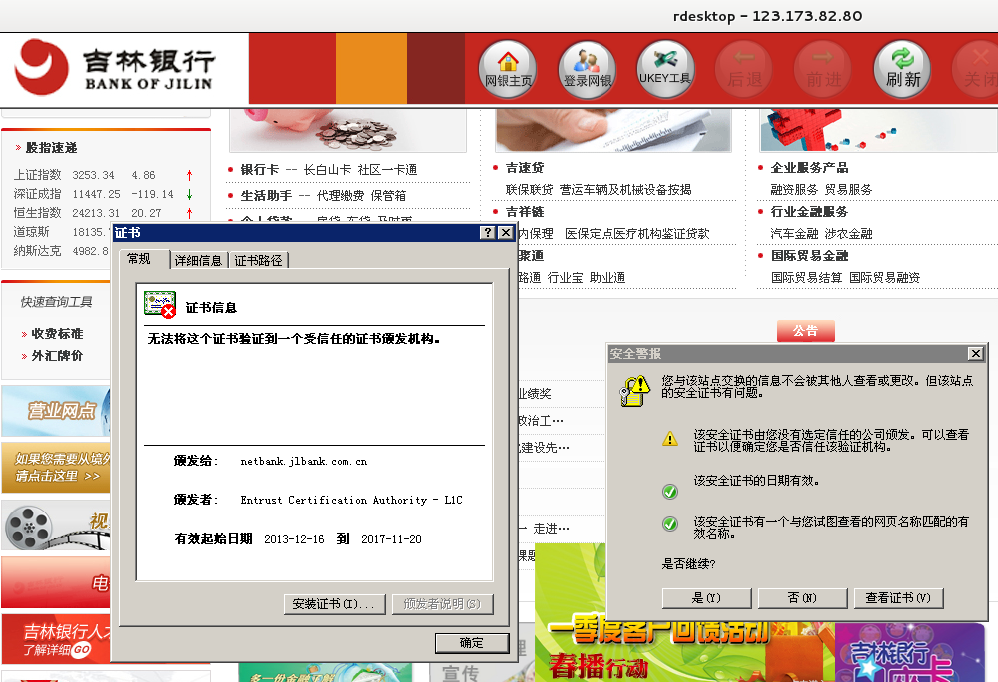 rdesktop - 123.173.82.80
吉林银行
BANK OF JILIN
网银主页
登录网银
UKEY工具
后退
前进
刷新
关闭
» 股指速递
上证指数 3253.34 4.86 ↑
深证成指 11447.25 -119.14 ↓
恒生指数 24213.31 20.27 ↑
道琼斯 18135.
纳斯达克 4982.8
快速查询工具
» 收费标准
» 外汇牌价
营业网点
如果您需要从境外
请点击这里 >>
视
电
吉林银行人才
了解详细GO
银行卡 -- 长白山卡 社区一卡通
生活助手 -- 代理缴费 保管箱
个人贷款 -- 房贷 车贷 及时雨
吉速贷
联保联贷 营运车辆及机械设备按揭
吉祥链
内保理 医保定点医疗机构鉴证贷款
聚通
路通 行业宝 助业通
企业服务产品
融资服务 贸易服务
行业金融服务
汽车金融 涉农金融
国际贸易金融
国际贸易结算 国际贸易融资
公告
业绩奖
政治工…
建设先…
走进…
课题
证书
? ×
常规 详细信息 证书路径
证书信息
无法将这个证书验证到一个受信任的证书颁发机构。
颁发给: netbank.jlbank.com.cn
颁发者: Entrust Certification Authority - L1C
有效起始日期 2013-12-16 到 2017-11-20
安装证书(I)... 颁发者说明(S)
确定
安全警报
您与该站点交换的信息不会被其他人查看或更改。但该站点
的安全证书有问题。
该安全证书由您没有选定信任的公司颁发。可以查看
证书以便确定您是否信任该验证机构。
该安全证书的日期有效。
该安全证书有一个与您试图查看的网页名称匹配的有
效名称。
是否继续?
是(Y) 否(N) 查看证书(V)
多一份金融了解
宣传
一季度客户回馈活动
春播行动
吉林银行
卡